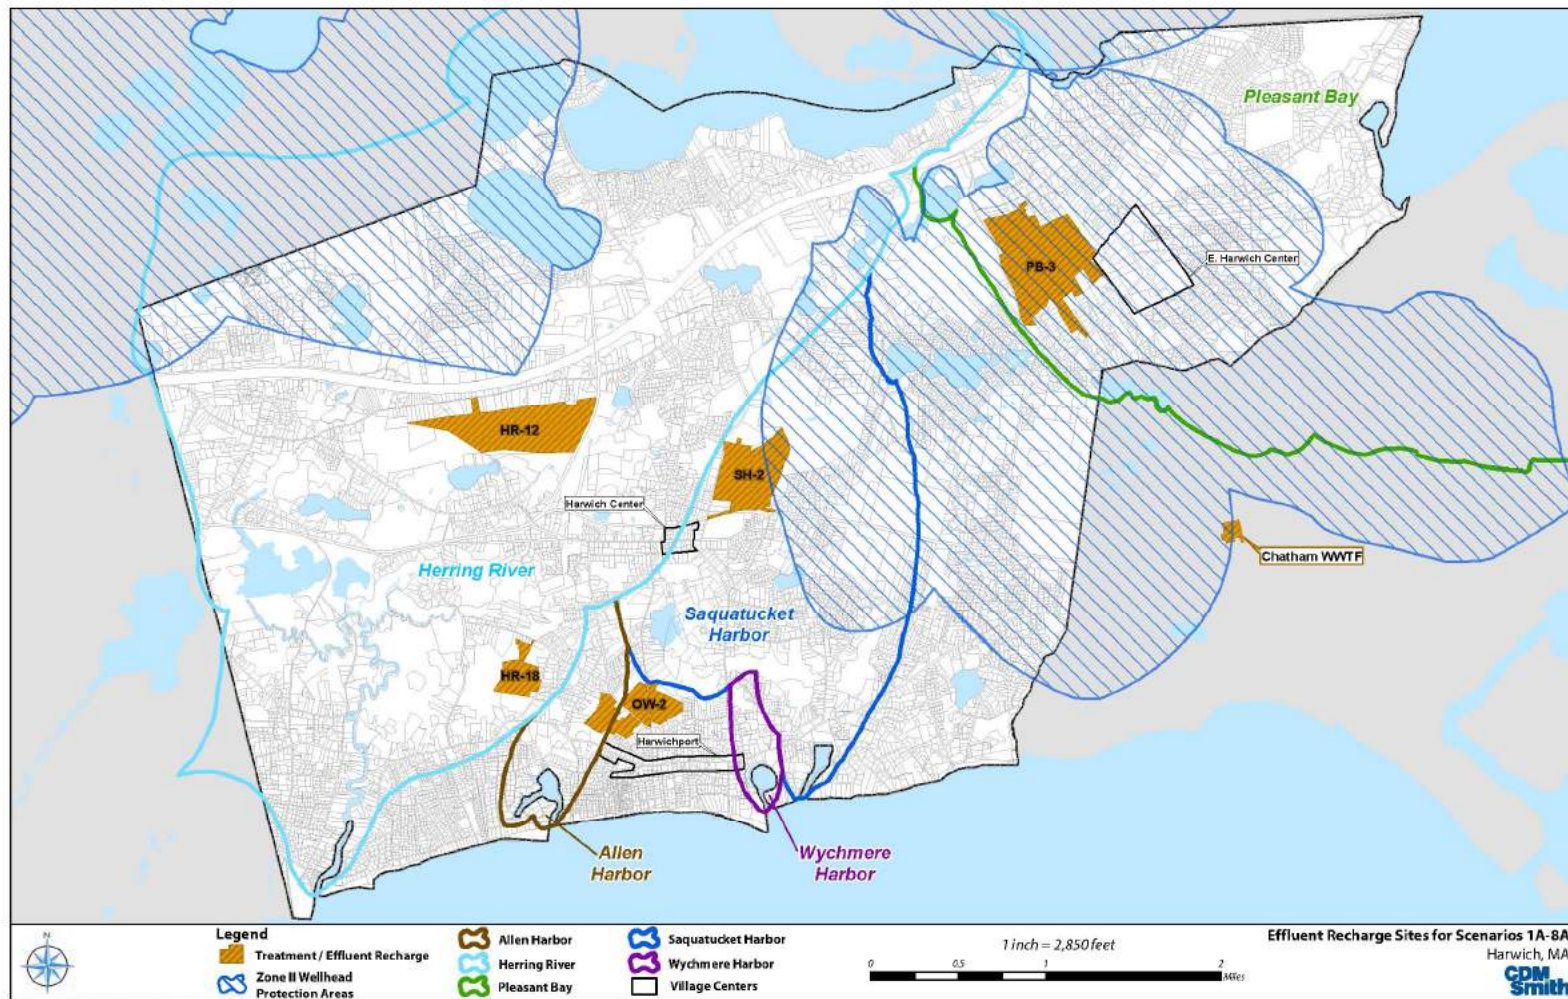 Pleasant Bay
PB-3
E. Harwich Center
HR-12
SH-2
Harwich Center
Chatham WWTF
Herring River
Saquatucket
Harbor
HR-18
OW-2
Harwichport
Allen
Harbor
Wychmere
Harbor
N
Legend
Treatment / Effluent Recharge
Zone II Wellhead
Protection Areas
Allen Harbor
Herring River
Pleasant Bay
Saquatucket Harbor
Wychmere Harbor
Village Centers
1 inch = 2,850 feet
0 0.5 1 2
Miles
Effluent Recharge Sites for Scenarios 1A-8A
Harwich, MA
CDM
Smith